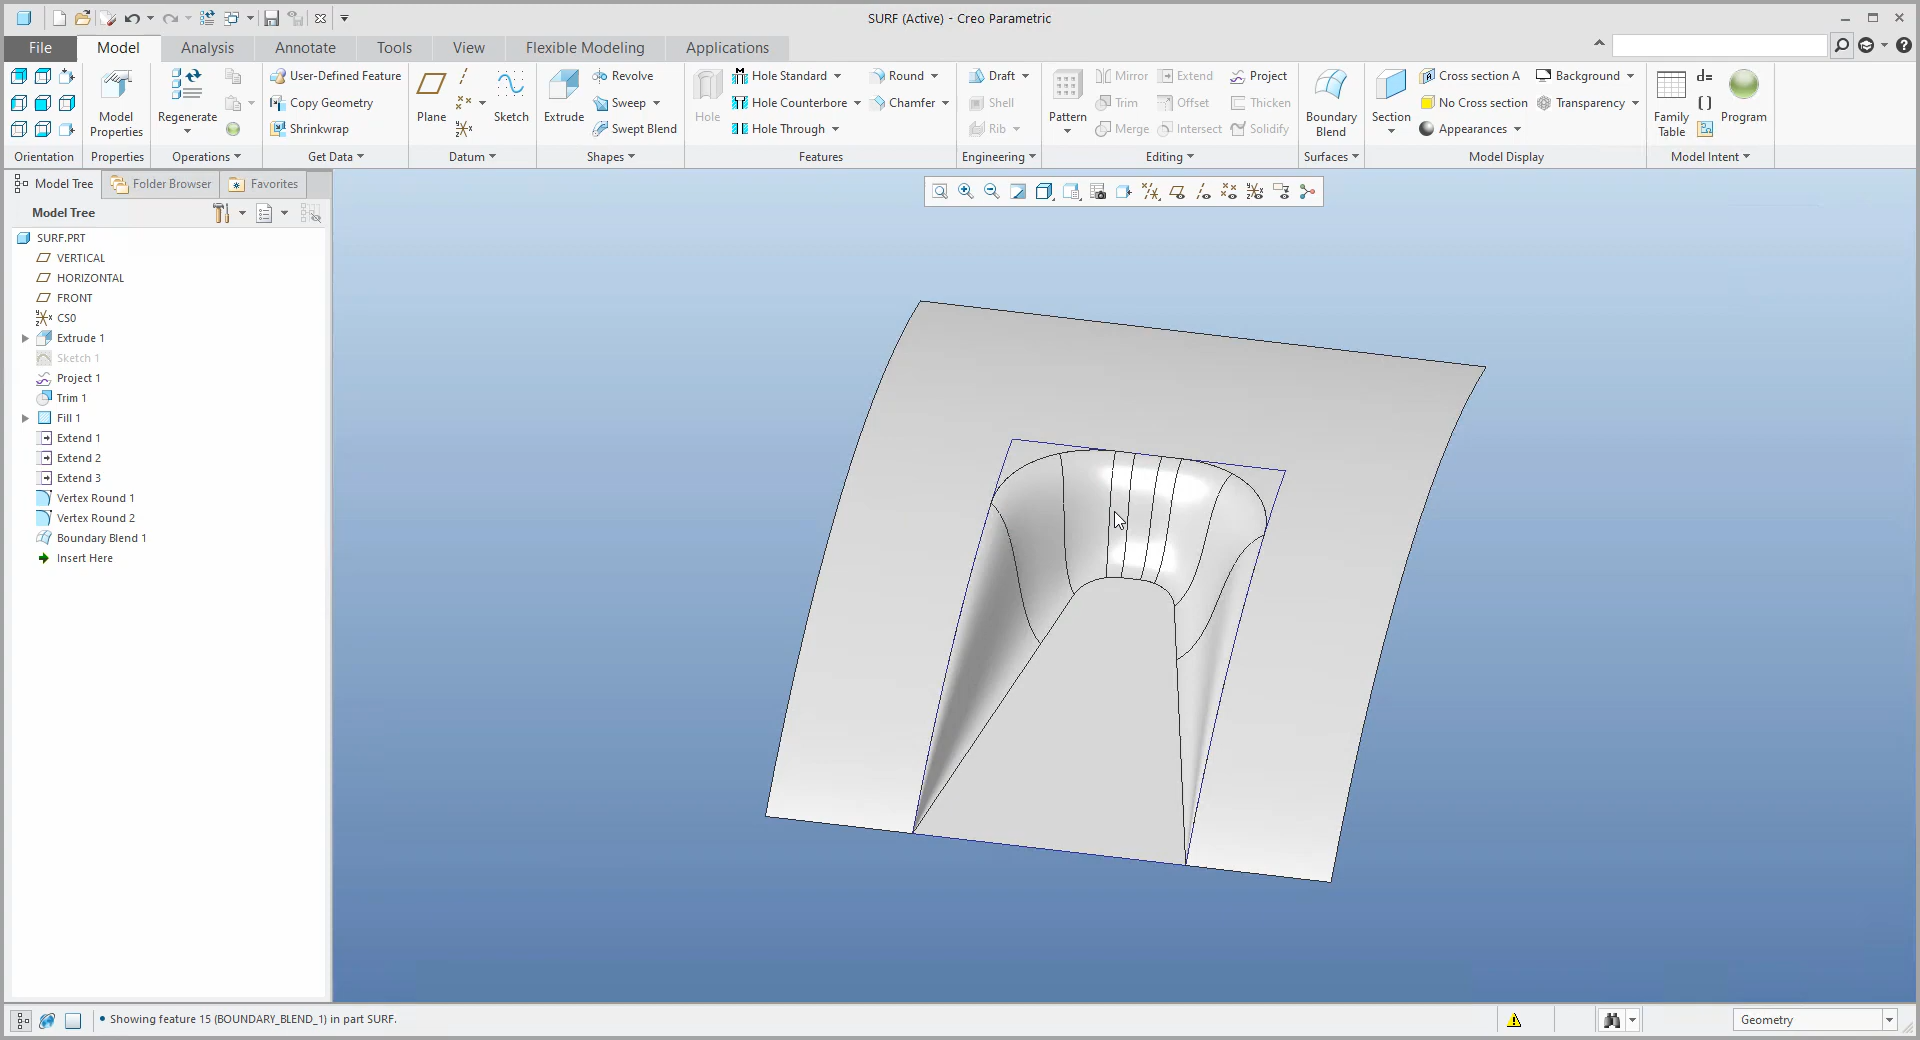 SURF (Active) - Creo Parametric
File Model Analysis Annotate Tools View Flexible Modeling Applications
Model Properties
Regenerate
User-Defined Feature
Copy Geometry
Shrinkwrap
Plane
Sketch
Extrude
Revolve
Sweep
Swept Blend
Hole
Hole Standard
Hole Counterbore
Hole Through
Round
Chamfer
Draft
Shell
Rib
Pattern
Mirror
Trim
Merge
Extend
Offset
Intersect
Project
Thicken
Solidify
Boundary Blend
Section
Cross section A
No Cross section
Appearances
Background
Transparency
Family Table
d=
Program
Orientation Properties Operations Get Data Datum Shapes Features Engineering Editing Surfaces Model Display Model Intent
Model Tree Folder Browser Favorites
Model Tree
SURF.PRT
VERTICAL
HORIZONTAL
FRONT
CS0
Extrude 1
Sketch 1
Project 1
Trim 1
Fill 1
Extend 1
Extend 2
Extend 3
Vertex Round 1
Vertex Round 2
Boundary Blend 1
Insert Here
• Showing feature 15 (BOUNDARY_BLEND_1) in part SURF.
Geometry